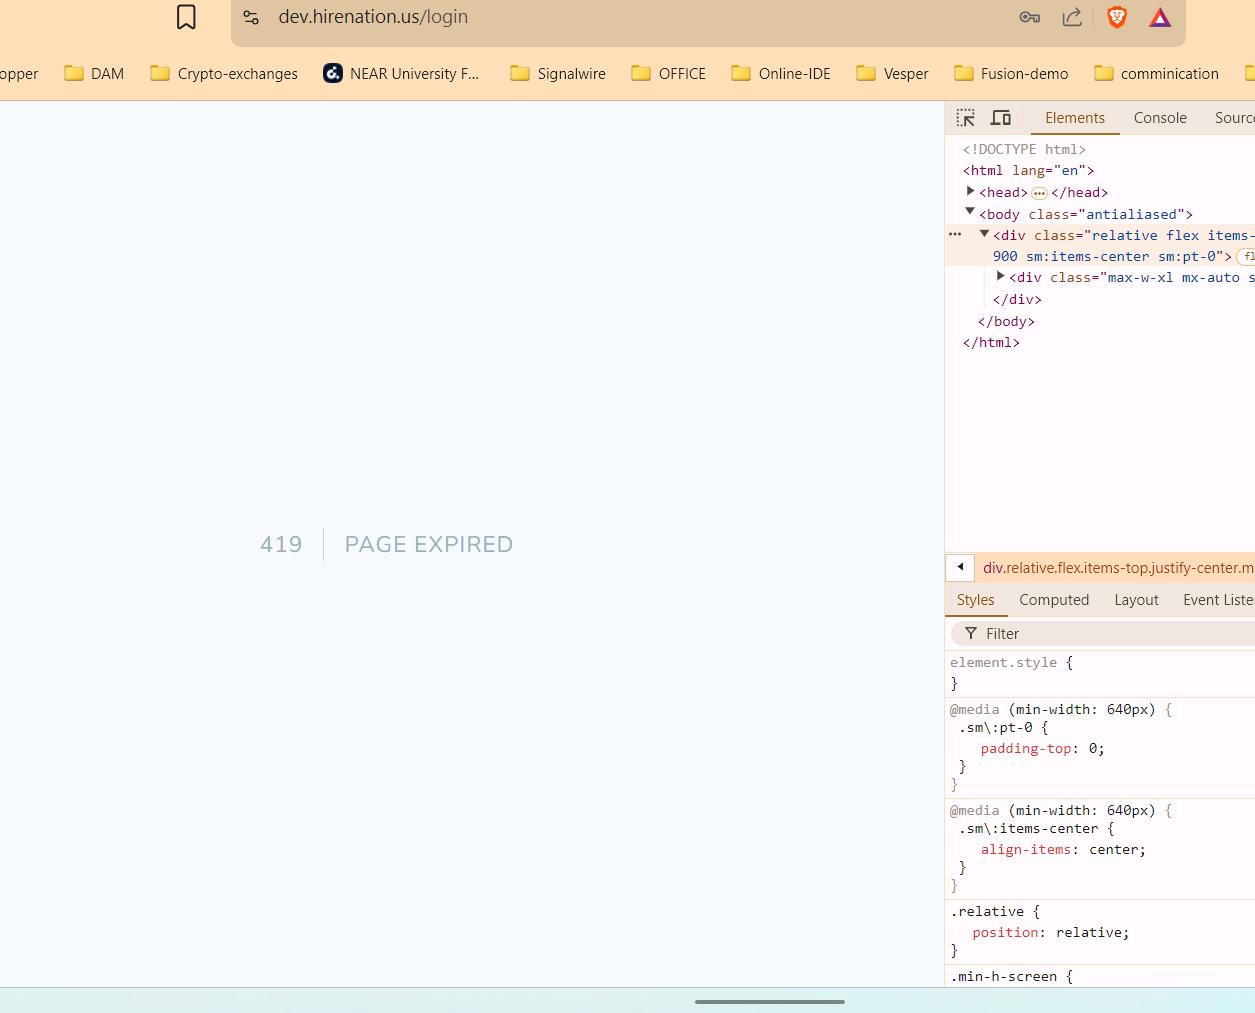 dev.hirenation.us/login
opper DAM Crypto-exchanges NEAR University F... Signalwire OFFICE Online-IDE Vesper Fusion-demo comminication
Elements Console Sourc
<!DOCTYPE html>
<html lang="en">
<head> ••• </head>
<body class="antialiased">
••• <div class="relative flex items-
900 sm:items-center sm:pt-0"> fl
<div class="max-w-xl mx-auto s
</div>
</body>
</html>
419 PAGE EXPIRED
div.relative.flex.items-top.justify-center.m
Styles Computed Layout Event Liste
Filter
element.style {
}
@media (min-width: 640px) {
.sm\:pt-0 {
padding-top: 0;
}
}
@media (min-width: 640px) {
.sm\:items-center {
align-items: center;
}
}
.relative {
position: relative;
}
.min-h-screen {